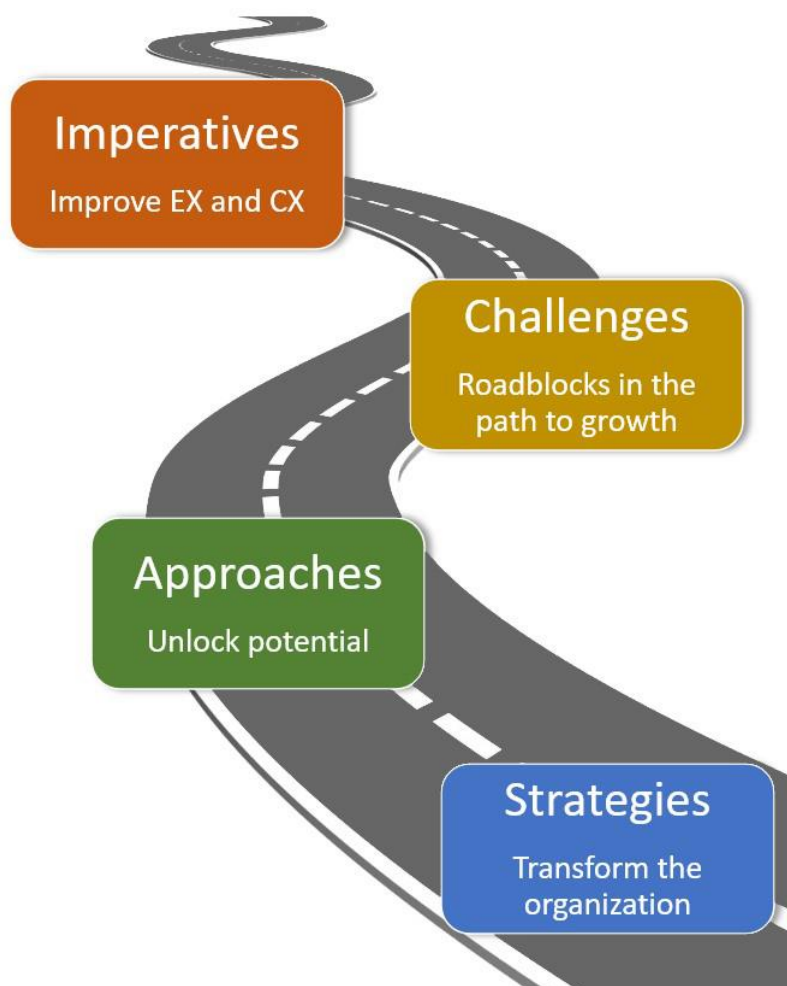 Imperatives
Improve EX and CX
Challenges
Roadblocks in the
path to growth
Approaches
Unlock potential
Strategies
Transform the
organization